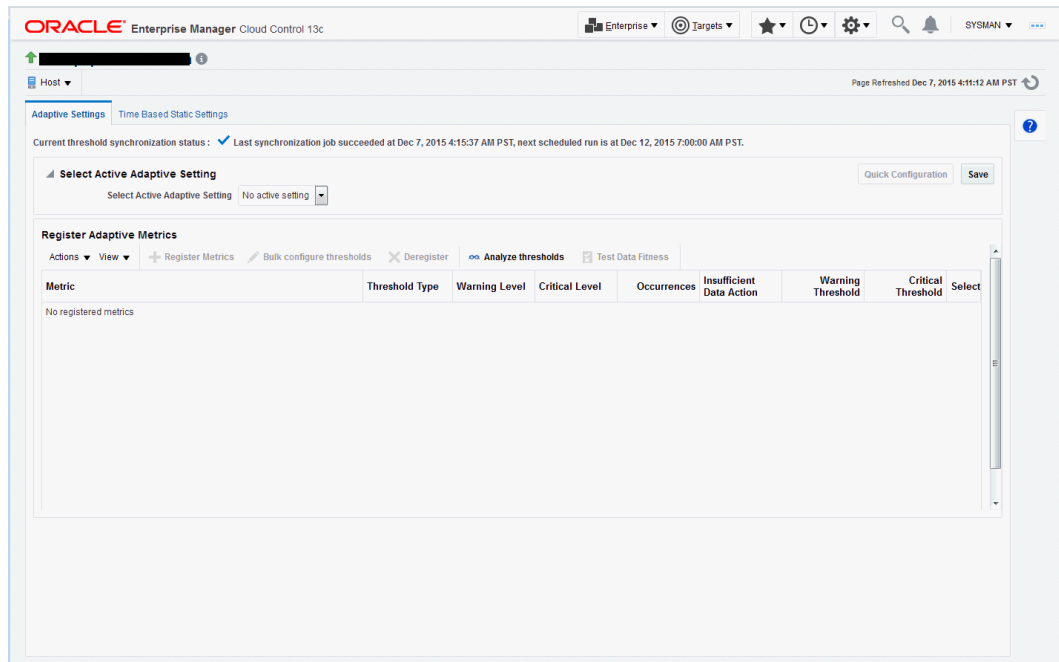 ORACLE Enterprise Manager Cloud Control 13c
Enterprise Targets SYSMAN
Host
Page Refreshed Dec 7, 2015 4:11:12 AM PST
Adaptive Settings Time Based Static Settings
Current threshold synchronization status : Last synchronization job succeeded at Dec 7, 2015 4:15:37 AM PST, next scheduled run is at Dec 12, 2015 7:00:00 AM PST.
Select Active Adaptive Setting
Quick Configuration Save
Select Active Adaptive Setting No active setting
Register Adaptive Metrics
Actions View Register Metrics Bulk configure thresholds Deregister Analyze thresholds Test Data Fitness
Metric Threshold Type Warning Level Critical Level Occurrences Insufficient Data Action Warning Threshold Critical Threshold Select
No registered metrics